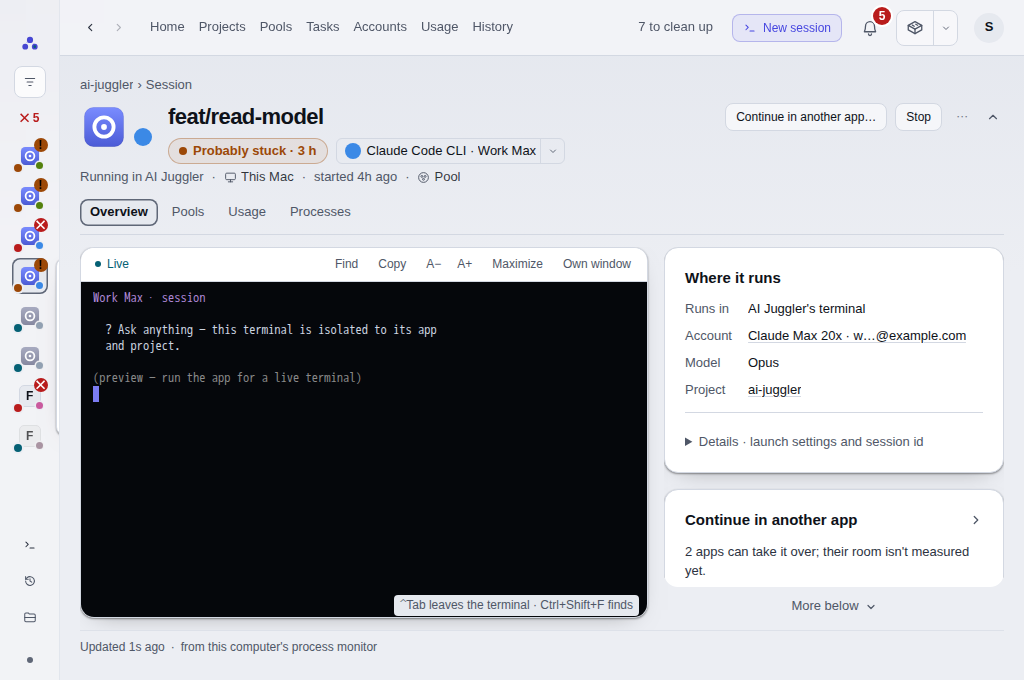 Home Projects Pools Tasks Accounts Usage History
7 to clean up
New session
5
S
5
ai-juggler › Session
feat/read-model
Continue in another app…
Stop
Probably stuck · 3 h
Claude Code CLI · Work Max
Running in AI Juggler · This Mac · started 4h ago · Pool
Overview Pools Usage Processes
Live
Find Copy A− A+ Maximize Own window
Work Max · session
? Ask anything — this terminal is isolated to its app
and project.
(preview — run the app for a live terminal)
^Tab leaves the terminal · Ctrl+Shift+F finds
Where it runs
Runs in AI Juggler's terminal
Account Claude Max 20x · w…@example.com
Model Opus
Project ai-juggler
Details · launch settings and session id
Continue in another app
2 apps can take it over; their room isn't measured
yet.
More below
F
F
Updated 1s ago · from this computer's process monitor